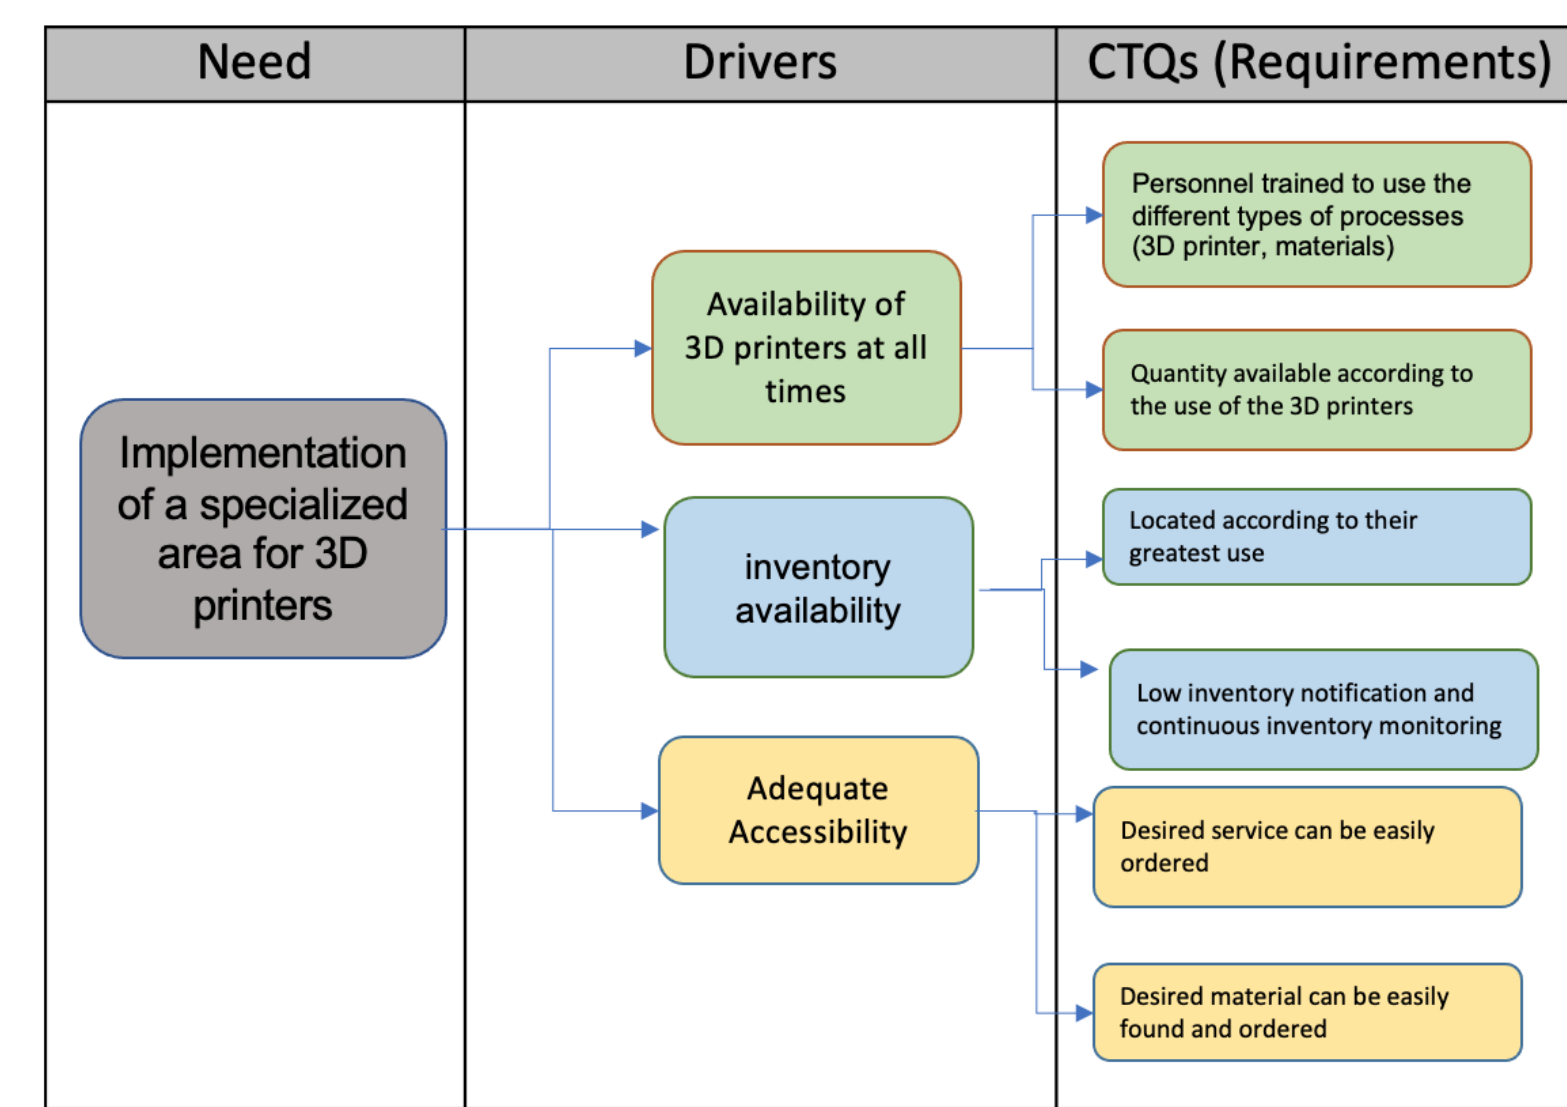 Need
Drivers
CTQs (Requirements)
Implementation
of a specialized
area for 3D
printers
Availability of
3D printers at all
times
inventory
availability
Adequate
Accessibility
Personnel trained to use the
different types of processes
(3D printer, materials)
Quantity available according to
the use of the 3D printers
Located according to their
greatest use
Low inventory notification and
continuous inventory monitoring
Desired service can be easily
ordered
Desired material can be easily
found and ordered